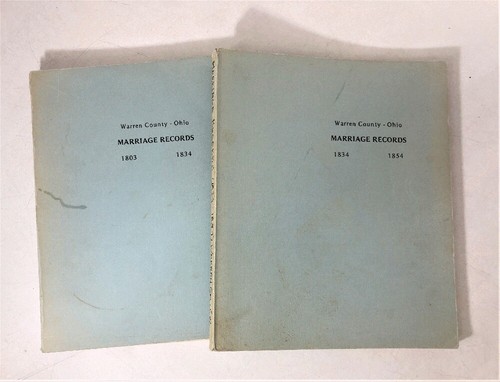 Warren County - Ohio
MARRIAGE RECORDS
1803 1834
Warren County - Ohio
MARRIAGE RECORDS
1834 1854